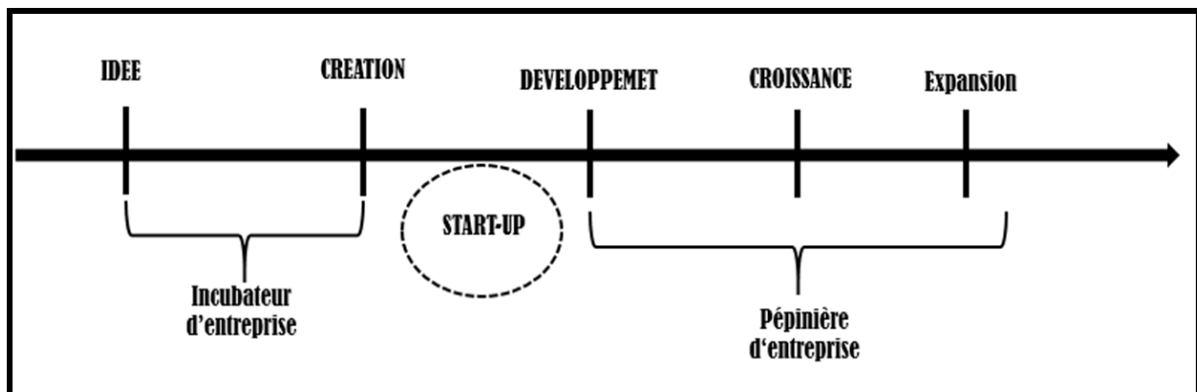 IDEE
CREATION
DEVELOPPEMET
CROISSANCE
Expansion
START-UP
Incubateur
d'entreprise
Pépinière
d'entreprise